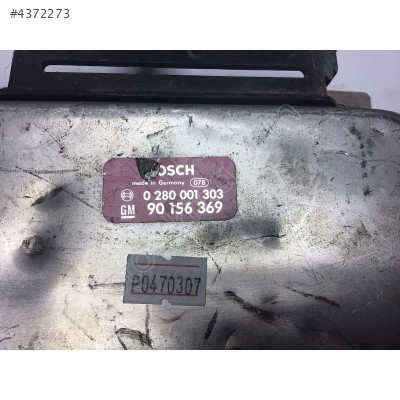 #4372273
BOSCH
made in Germany 078
0 280 001 303
GM 90 156 369
P0470307